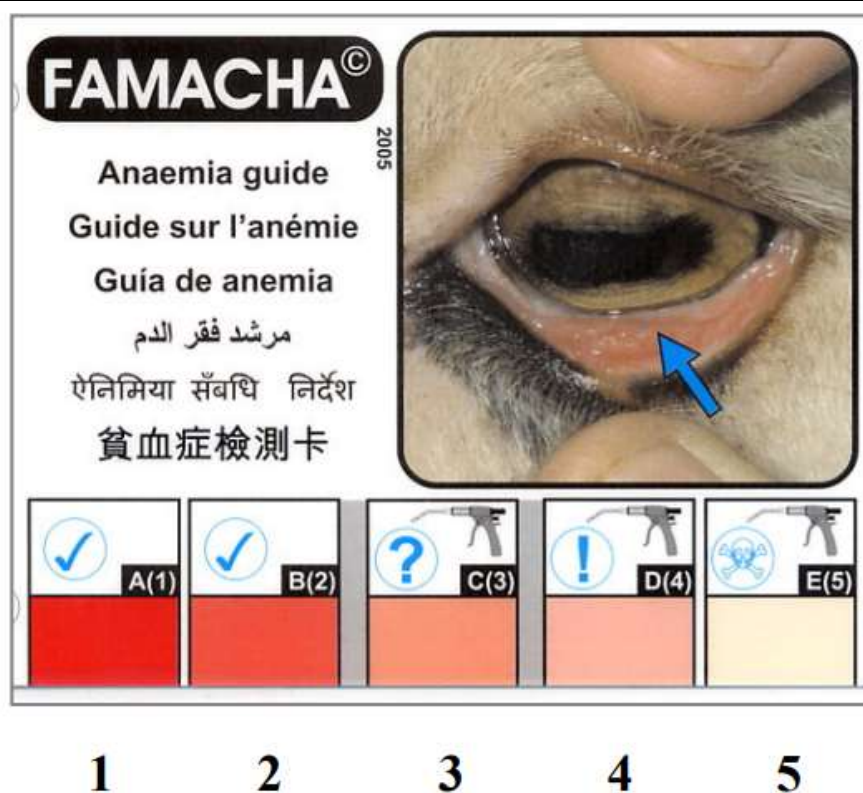 FAMACHA©
2005
Anaemia guide
Guide sur l'anémie
Guía de anemia
مرشد فقر الدم
ऐनिमिया सँबधि निर्देश
貧血症檢測卡
? !
A(1) B(2) C(3) D(4) E(5)
1 2 3 4 5